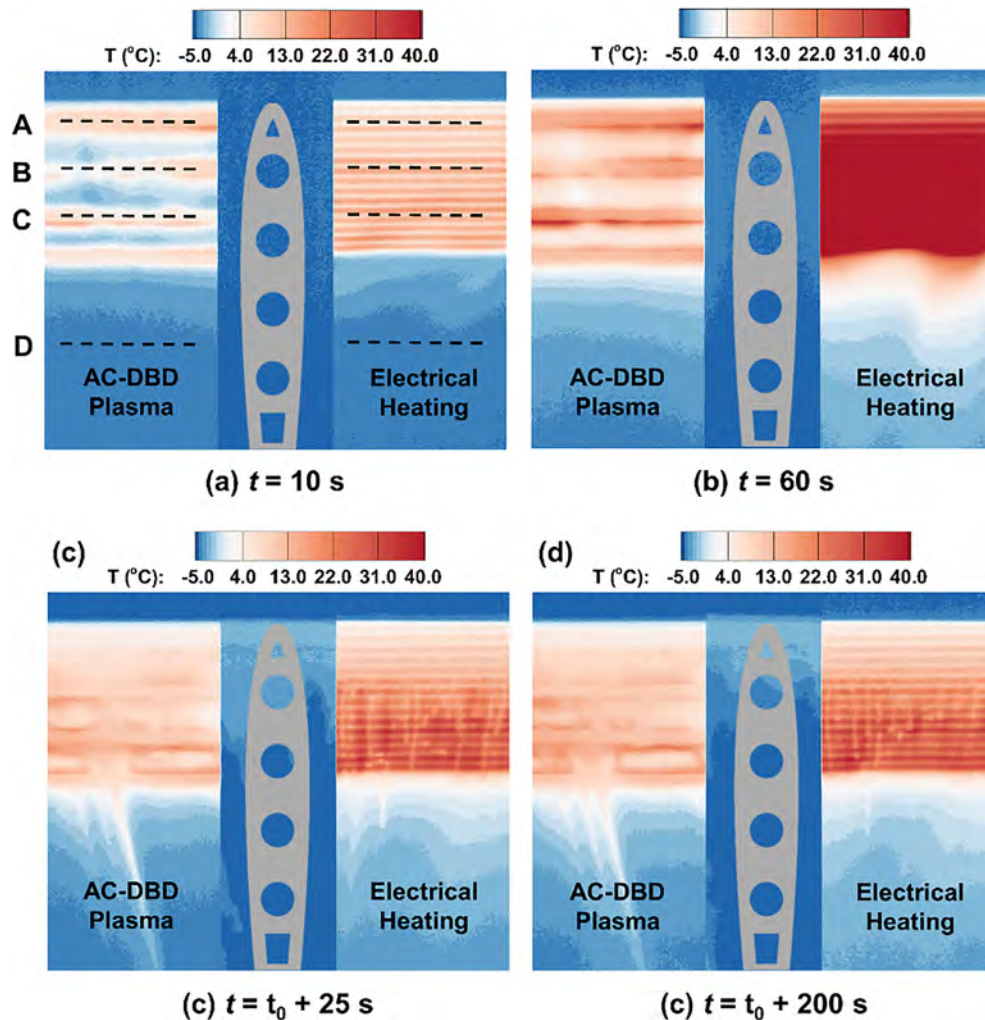 T (°C): -5.0 4.0 13.0 22.0 31.0 40.0
T (°C): -5.0 4.0 13.0 22.0 31.0 40.0
A
B
C
D
AC-DBD
Plasma
Electrical
Heating
AC-DBD
Plasma
Electrical
Heating
(a) t = 10 s
(b) t = 60 s
(c)
T (°C): -5.0 4.0 13.0 22.0 31.0 40.0
(d)
T (°C): -5.0 4.0 13.0 22.0 31.0 40.0
AC-DBD
Plasma
Electrical
Heating
AC-DBD
Plasma
Electrical
Heating
(c) t = t₀ + 25 s
(c) t = t₀ + 200 s